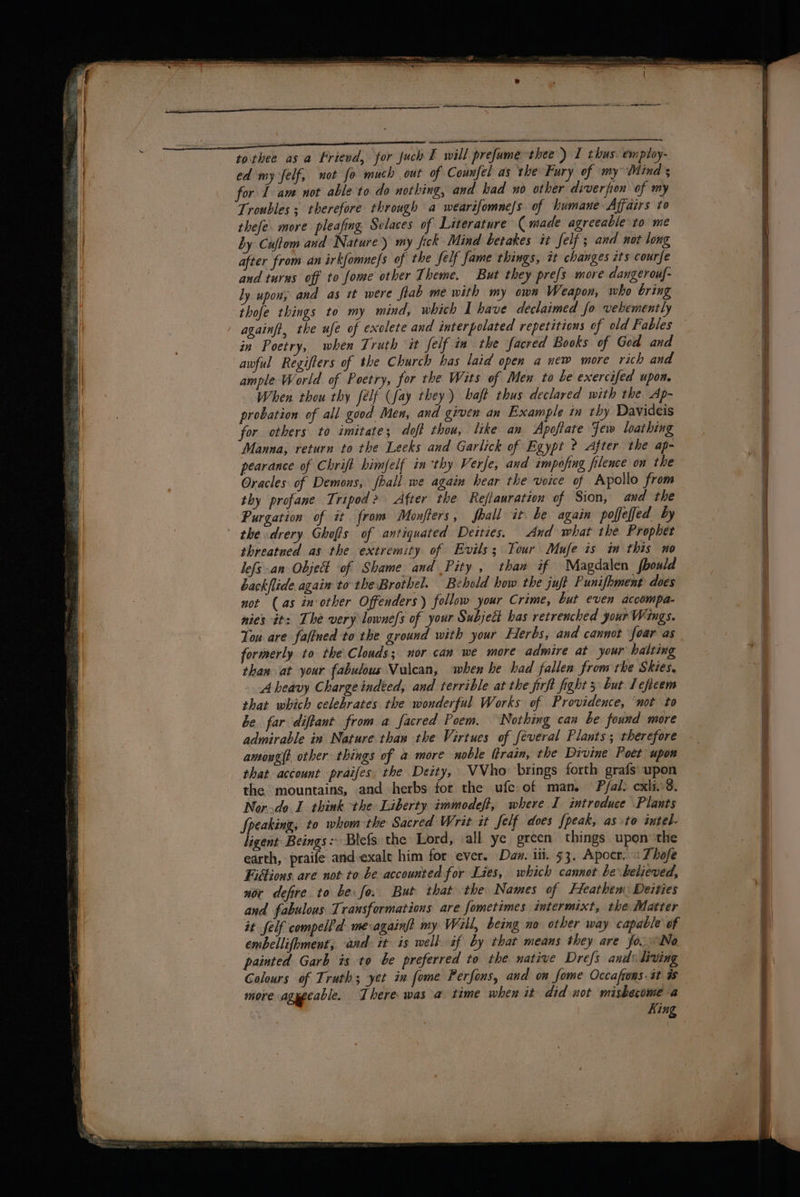 to thee as a Friend, for ſuch I will preſume thee ) I thus employ-
ed my ſelf, not ſo much out of Counſel as the Fury of my Mind;
for I am not able to do nothing, and had no other diverſion of my
Troubles; therefore through a weariſomneſs of humane Affairs to
theſe more pleaſing Solaces of Literature (made agreeable to me
by Cuſtom and Nature) my ſick Mind betakes it ſelf; and not long
after from an irkſomneſs of the ſelf ſame things, it changes its courſe
and turns off to ſome other Theme. But they preſs more dangerouſ-
ly upon, and as it were ſtab me with my own Weapon, who bring
thoſe things to my mind, which I have declaimed ſo vehemently
againſt, the uſe of exolete and interpolated repetitions of old Fables
in Poetry, when Truth it ſelf in the ſacred Books of God and
awful Regiſters of the Church has laid open a new more rich and
ample World of Poetry, for the Wits of Men to be exerciſed upon.
When thou thy ſelf (ſay they) haſt thus declared with the Ap-
probation of all good Men, and given an Example in thy Davideis
for others to imitate; doſt thou, like an Apoſtate Jew loathing
Manna, return to the Leeks and Garlick of Egypt ? After the ap-
pearance of Chriſt himſelf in thy Verſe, and impoſing ſilence on the
Oracles of Demons, ſhall we again hear the voice of Apollo from
thy profane Tripod? After the Reſtauration of Sion, and the
Purgation of it from Monſters, ſhall it be again poſſeſſed by
the drery Ghoſts of antiquated Deities. And what the Prophet
threatned as the extremity of Evils; Your Muſe is in this no
leſs an Object of Shame and Pity, than if Magdalen ſhould
backſlide again to the Brothel. Behold how the juſt Puniſhment does
not (as in other Offenders) follow your Crime, but even accompa-
nies it: The very lowneſs of your Subject has retrenched your Wings.
You are faſtned to the ground with your Herbs, and cannot ſoar as
formerly to the Clouds; nor can we more admire at your halting
than at your fabulous Vulcan, when he had fallen from the Skies.
A heavy Charge indeed, and terrible at the firſt ſight; but I eſteem
that which celebrates the wonderful Works of Providence, not to
be far diſtant from a ſacred Poem. Nothing can be found more
admirable in Nature than the Virtues of ſeveral Plants; therefore
amongſt other things of a more noble ſtrain, the Divine Poet upon
that account praiſes the Deity, VVho brings forth graſs upon
the mountains, and herbs for the uſe of man. Pſal. cxli. 8.
Nor do I think the Liberty immodeſt, where I introduce Plants
ſpeaking, to whom the Sacred Writ it ſelf does ſpeak, as to intel-
ligent Beings: Bleſs the Lord, all ye green things upon the
earth, praiſe and exalt him for ever. Dan. iii. 53. Apocr. Thoſe
Fictions are not to be accounted for Lies, which cannot be believed,
nor deſire to be ſo. But that the Names of Heathen Deities
and fabulous Transformations are ſometimes intermixt, the Matter
it ſelf compell'd me againſt my Will, being no other way capable of
embelliſhment, and it is well if by that means they are ſo. No
painted Garb is to be preferred to the native Dreſs and living
Colours of Truth; yet in ſome Perſons, and on ſome Occaſions it is
more agreeable. There was a time when it did not misbecome a
King